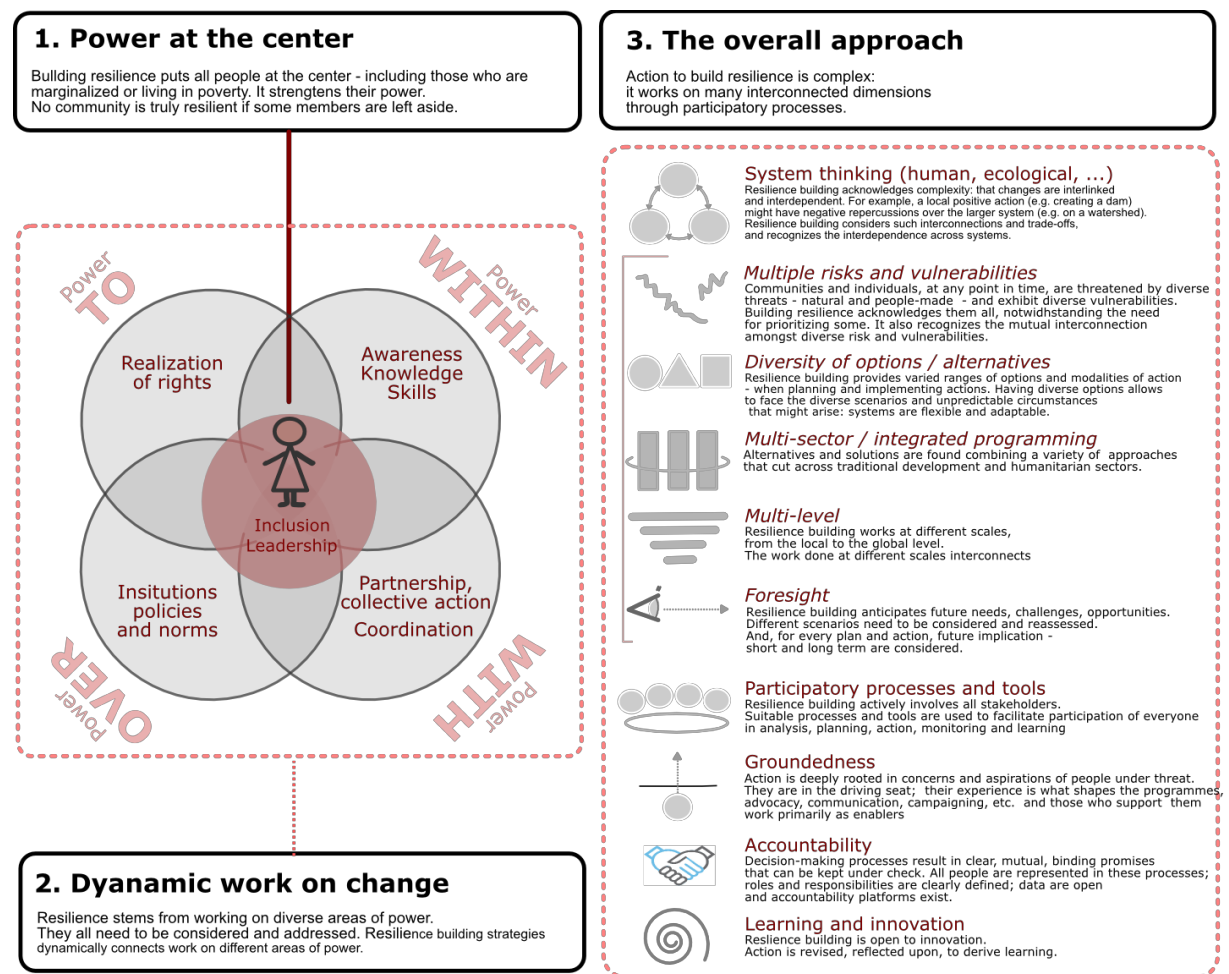 1. Power at the center
Building resilience puts all people at the center - including those who are
marginalized or living in poverty. It strengtens their power.
No community is truly resilient if some members are left aside.
Power
TO
Power
WITHIN
Realization
of rights
Awareness
Knowledge
Skills
Inclusion
Leadership
Insitutions
policies
and norms
Partnership,
collective action
Coordination
Power
OVER
Power
WITH
2. Dyanamic work on change
Resilience stems from working on diverse areas of power.
They all need to be considered and addressed. Resilience building strategies
dynamically connects work on different areas of power.
3. The overall approach
Action to build resilience is complex:
it works on many interconnected dimensions
through participatory processes.
System thinking (human, ecological, ...)
Resilience building acknowledges complexity: that changes are interlinked
and interdependent. For example, a local positive action (e.g. creating a dam)
might have negative repercussions over the larger system (e.g. on a watershed).
Resilience building considers such interconnections and trade-offs,
and recognizes the interdependence across systems.
Multiple risks and vulnerabilities
Communities and individuals, at any point in time, are threatened by diverse
threats - natural and people-made - and exhibit diverse vulnerabilities.
Building resilience acknowledges them all, notwidhstanding the need
for prioritizing some. It also recognizes the mutual interconnection
amongst diverse risk and vulnerabilities.
Diversity of options / alternatives
Resilience building provides varied ranges of options and modalities of action
- when planning and implementing actions. Having diverse options allows
to face the diverse scenarios and unpredictable circumstances
that might arise: systems are flexible and adaptable.
Multi-sector / integrated programming
Alternatives and solutions are found combining a variety of approaches
that cut across traditional development and humanitarian sectors.
Multi-level
Resilience building works at different scales,
from the local to the global level.
The work done at different scales interconnects
Foresight
Resilience building anticipates future needs, challenges, opportunities.
Different scenarios need to be considered and reassessed.
And, for every plan and action, future implication -
short and long term are considered.
Participatory processes and tools
Resilience building actively involves all stakeholders.
Suitable processes and tools are used to facilitate participation of everyone
in analysis, planning, action, monitoring and learning
Groundedness
Action is deeply rooted in concerns and aspirations of people under threat.
They are in the driving seat; their experience is what shapes the programmes,
advocacy, communication, campaigning, etc. and those who support them
work primarily as enablers
Accountability
Decision-making processes result in clear, mutual, binding promises
that can be kept under check. All people are represented in these processes;
roles and responsibilities are clearly defined; data are open
and accountability platforms exist.
Learning and innovation
Reslience building is open to innovation.
Action is revised, reflected upon, to derive learning.